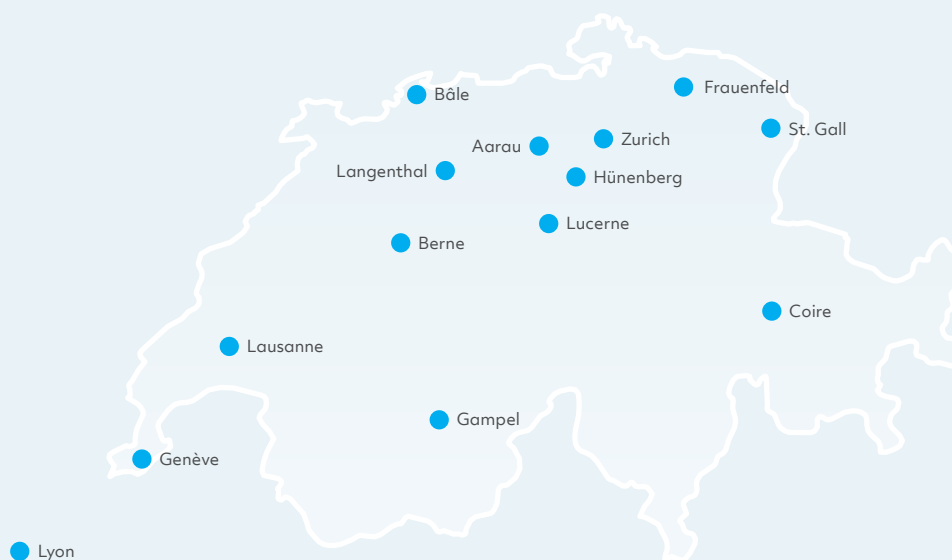 Frauenfeld
Bâle
St. Gall
Zurich
Aarau
Langenthal
Hünenberg
Lucerne
Berne
Coire
Lausanne
Gampel
Genève
Lyon